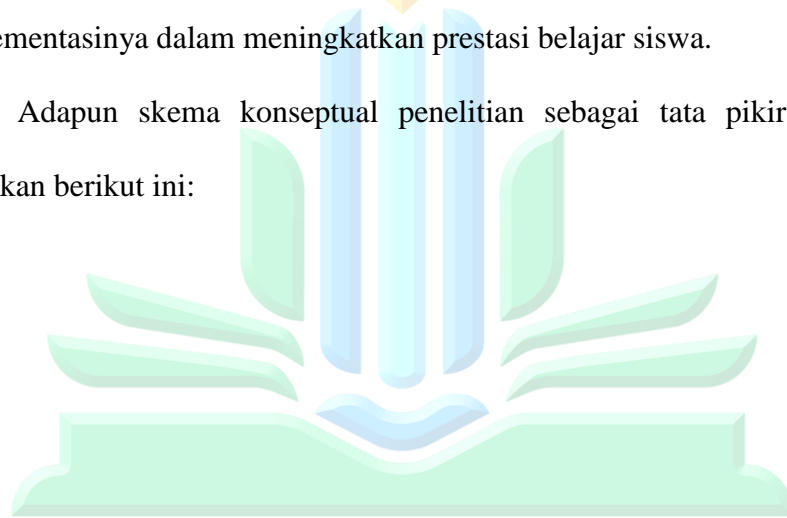 ementasinya dalam meningkatkan prestasi belajar siswa.
Adapun skema konseptual penelitian sebagai tata pikir
kan berikut ini: